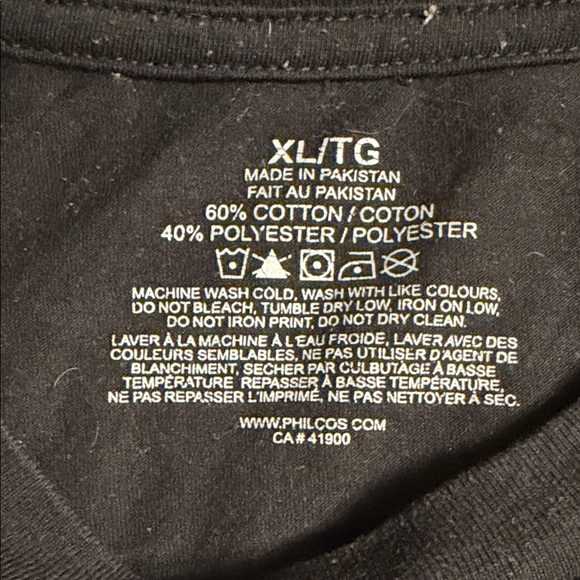 XL/TG
MADE IN PAKISTAN
FAIT AU PAKISTAN
60% COTTON / COTON
40% POLYESTER / POLYESTER
MACHINE WASH COLD, WASH WITH LIKE COLOURS,
DO NOT BLEACH, TUMBLE DRY LOW, IRON ON LOW,
DO NOT IRON PRINT, DO NOT DRY CLEAN.
LAVER À LA MACHINE À L'EAU FROIDE, LAVER AVEC DES
COULEURS SEMBLABLES, NE PAS UTILISER D'AGENT DE
BLANCHIMENT, SECHER PAR CULBUTAGE À BASSE
TEMPÉRATURE REPASSER À BASSE TEMPÉRATURE,
NE PAS REPASSER L'IMPRIMÉ, NE PAS NETTOYER À SEC.
WWW.PHILCOS COM
CA # 41900